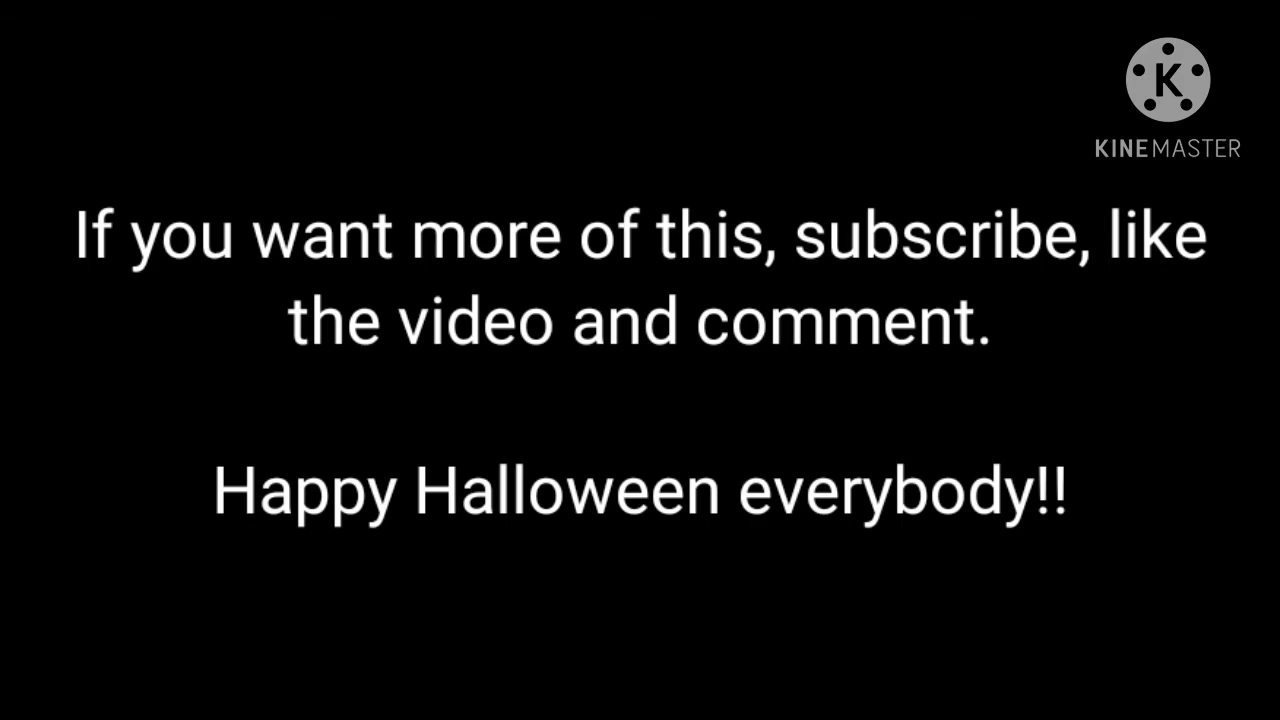 K
KINEMASTER
If you want more of this, subscribe, like
the video and comment.
Happy Halloween everybody!!